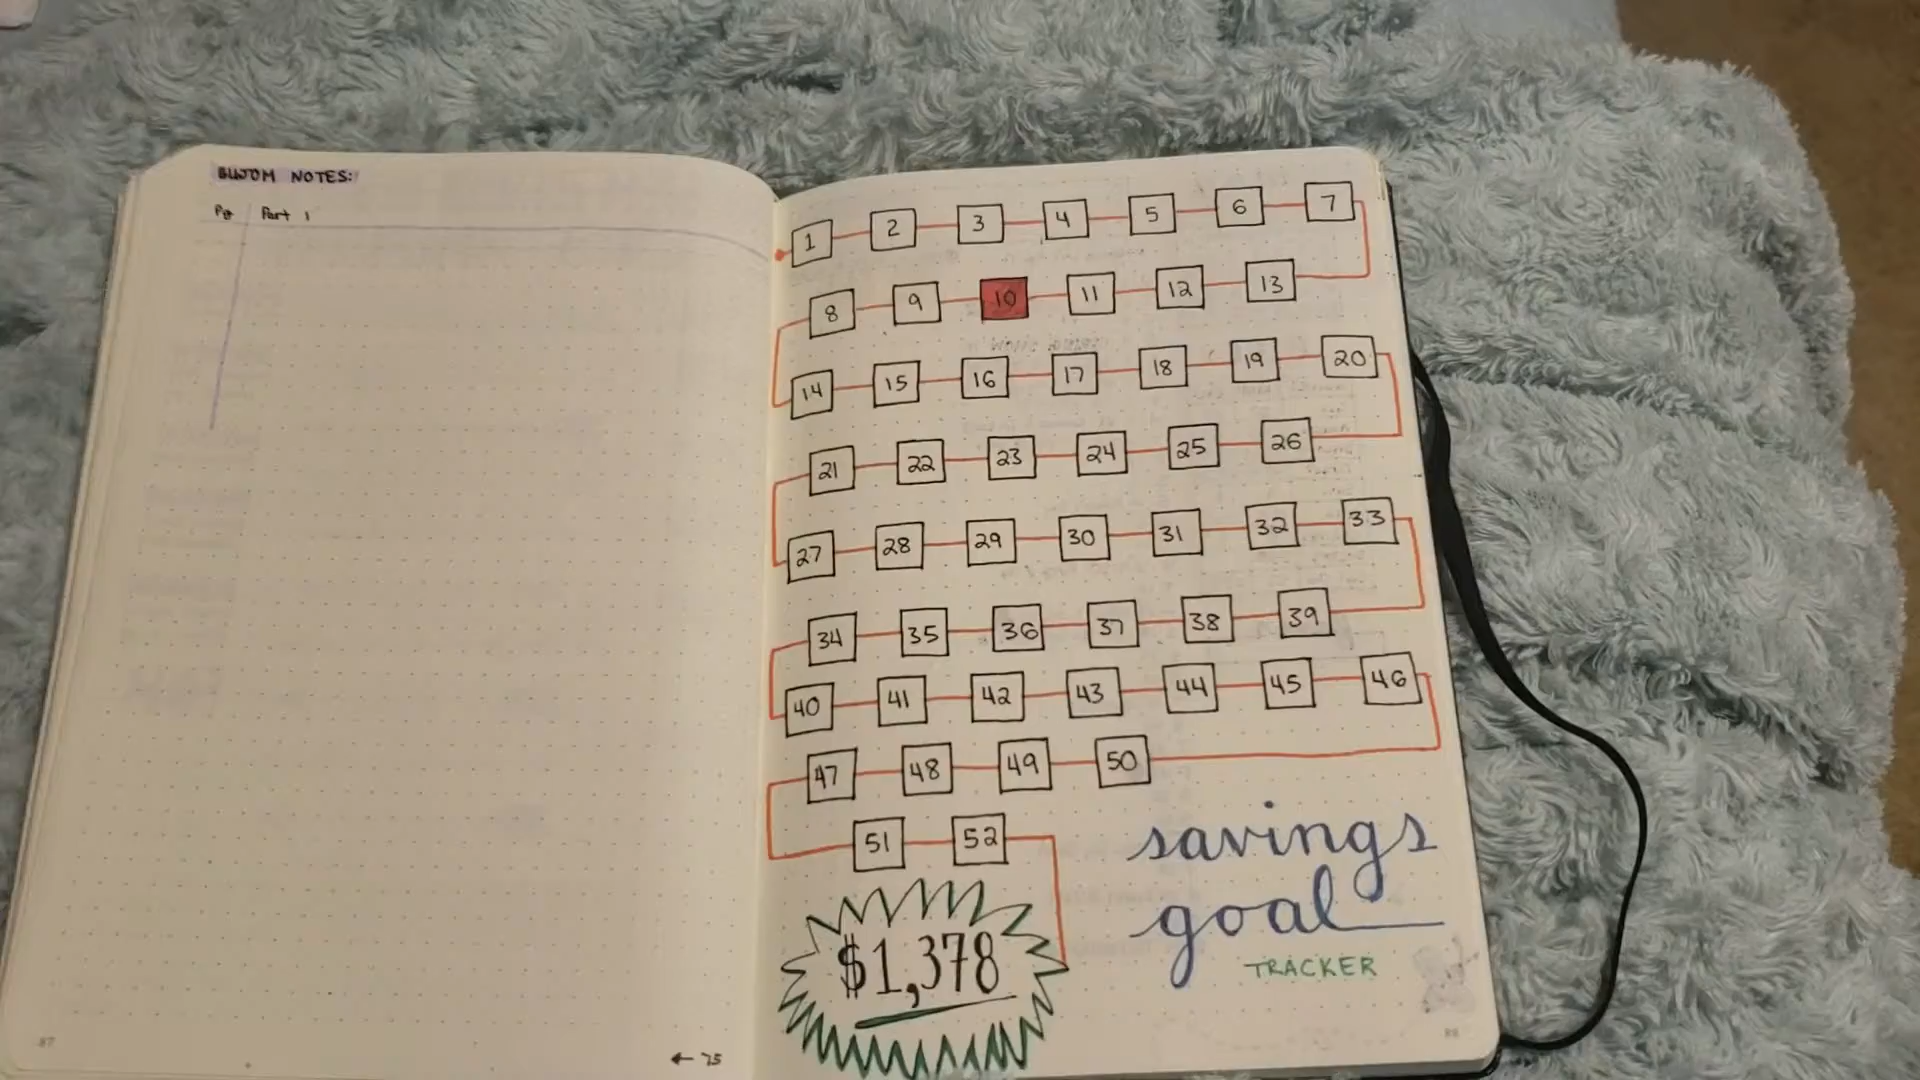 BUJOM NOTES:
Pg Part 1
87
← 75
1 2 3 4 5 6 7
8 9 10 11 12 13
14 15 16 17 18 19 20
21 22 23 24 25 26
27 28 29 30 31 32 33
34 35 36 37 38 39
40 41 42 43 44 45 46
47 48 49 50
51 52
$1,378
savings
goal
TRACKER
88